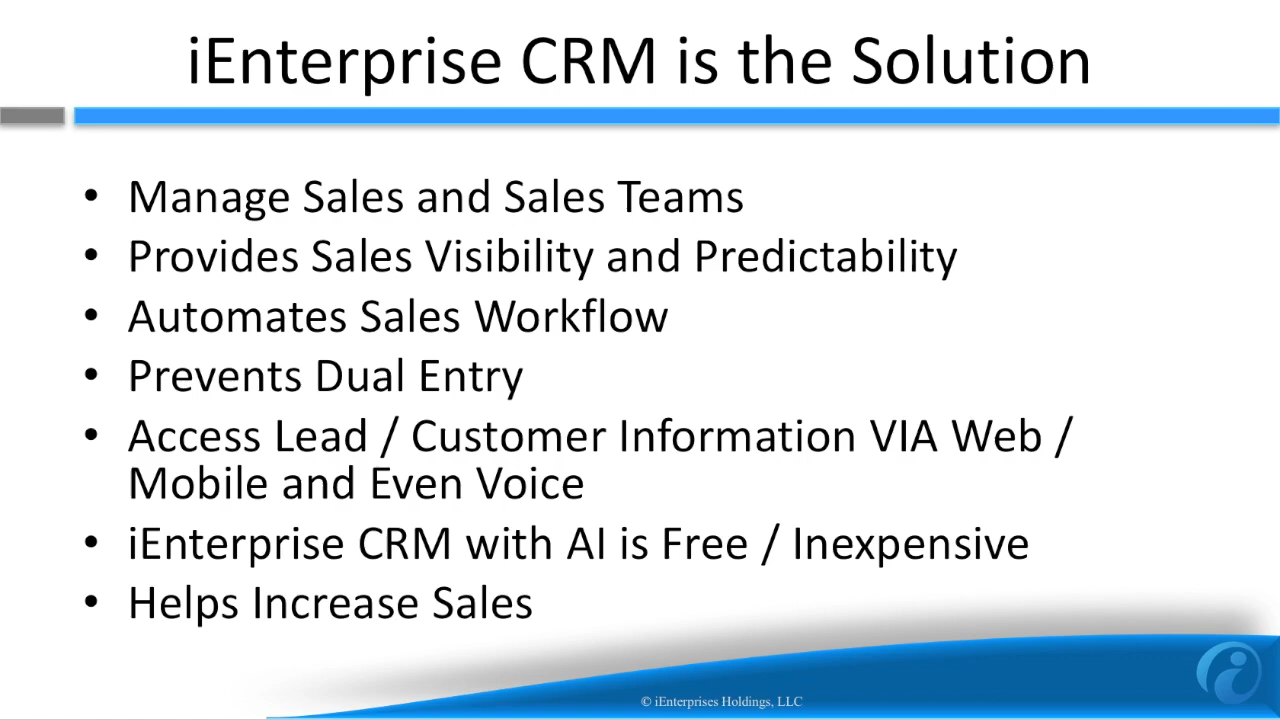 iEnterprise CRM is the Solution
• Manage Sales and Sales Teams
• Provides Sales Visibility and Predictability
• Automates Sales Workflow
• Prevents Dual Entry
• Access Lead / Customer Information VIA Web /
Mobile and Even Voice
• iEnterprise CRM with AI is Free / Inexpensive
• Helps Increase Sales
© iEnterprises Holdings, LLC